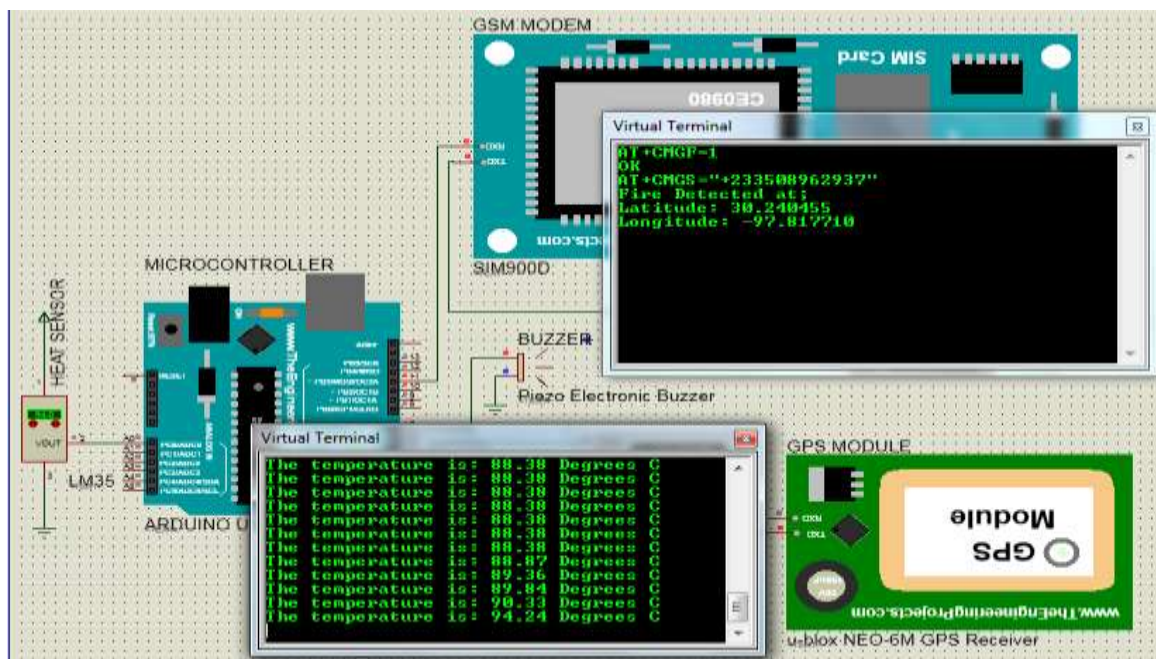 GSM MODEM
SIM Card
CE0980
Virtual Terminal
AT+CMGF=1
OK
AT+CMGS="+233508962937"
Fire Detected at;
Latitude: 30.240455
Longitude: -97.817710
RXD
TXD
SIM900D
MICROCONTROLLER
HEAT SENSOR
VOUT
LM35
ARDUINO U
BUZZER
Piezo Electronic Buzzer
Virtual Terminal
The temperature is: 88.38 Degrees C
The temperature is: 88.38 Degrees C
The temperature is: 88.38 Degrees C
The temperature is: 88.38 Degrees C
The temperature is: 88.38 Degrees C
The temperature is: 88.38 Degrees C
The temperature is: 88.38 Degrees C
The temperature is: 88.87 Degrees C
The temperature is: 89.36 Degrees C
The temperature is: 89.84 Degrees C
The temperature is: 90.33 Degrees C
The temperature is: 94.24 Degrees C
GPS MODULE
RXD
TXD
GPS
Module
www.TheEngineeringProjects.com
u-blox NEO-6M GPS Receiver